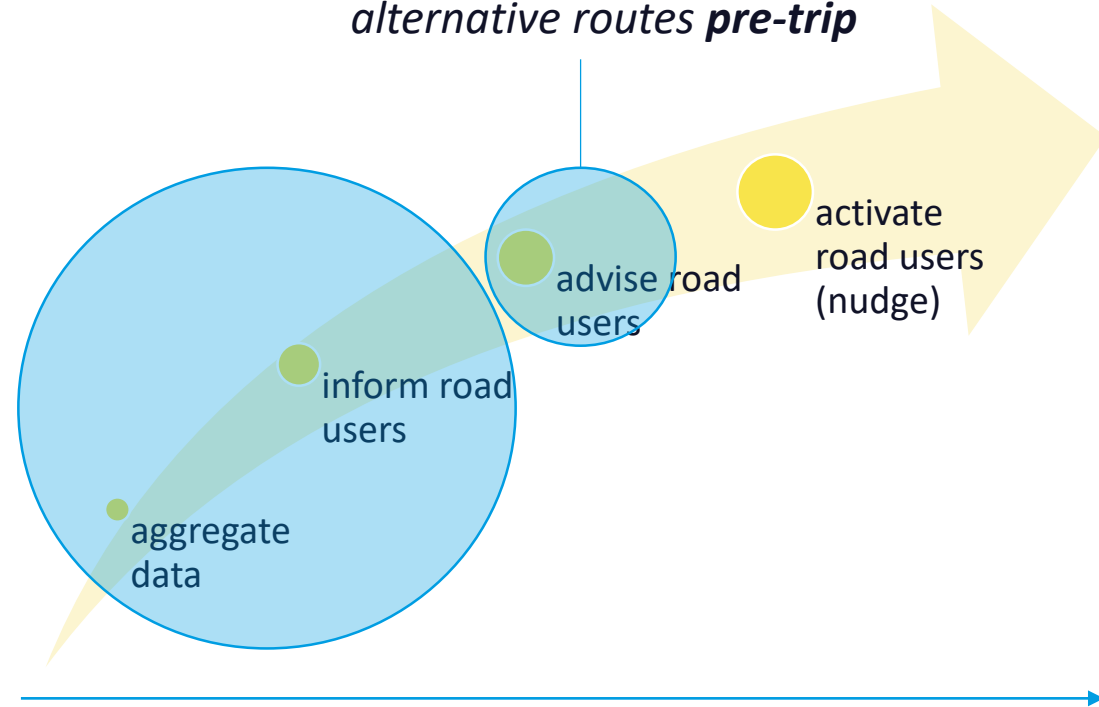 alternative routes pre-trip
activate
road users
(nudge)
advise road
users
inform road
users
aggregate
data